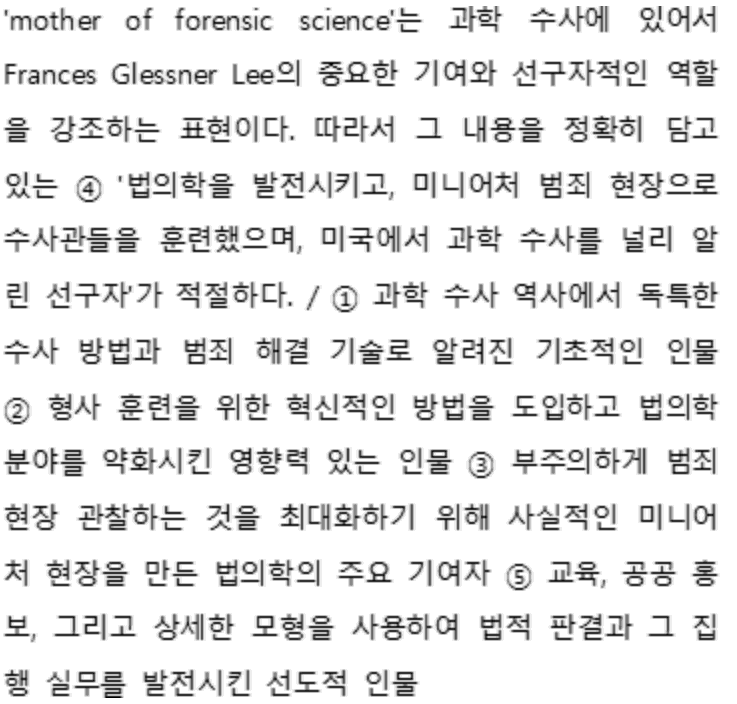 'mother of forensic science'는 과학 수사에 있어서
Frances Glessner Lee의 중요한 기여와 선구자적인 역할
을 강조하는 표현이다. 따라서 그 내용을 정확히 담고
있는 ④ '법의학을 발전시키고, 미니어처 범죄 현장으로
수사관들을 훈련했으며, 미국에서 과학 수사를 널리 알
린 선구자'가 적절하다. / ① 과학 수사 역사에서 독특한
수사 방법과 범죄 해결 기술로 알려진 기초적인 인물
② 형사 훈련을 위한 혁신적인 방법을 도입하고 법의학
분야를 약화시킨 영향력 있는 인물 ③ 부주의하게 범죄
현장 관찰하는 것을 최대화하기 위해 사실적인 미니어
처 현장을 만든 법의학의 주요 기여자 ⑤ 교육, 공공 홍
보, 그리고 상세한 모형을 사용하여 법적 판결과 그 집
행 실무를 발전시킨 선도적 인물